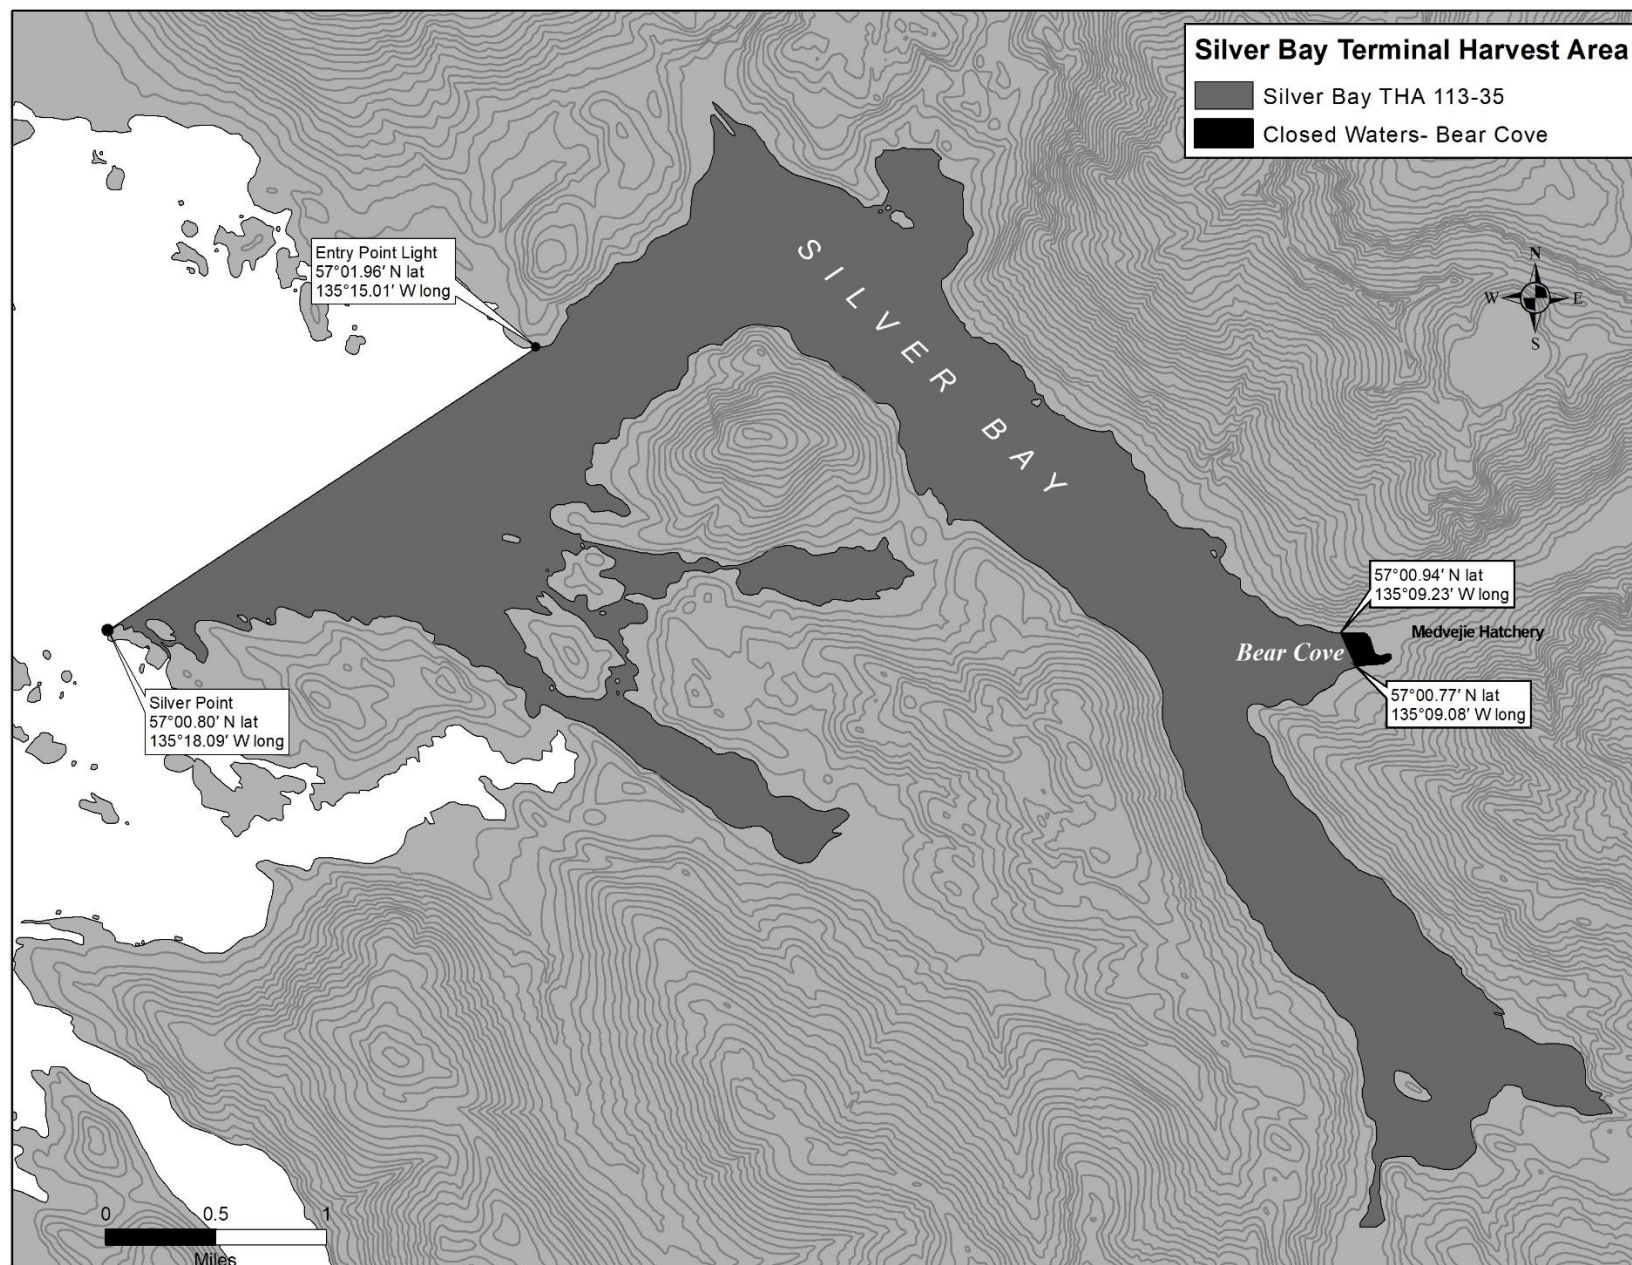 Silver Bay Terminal Harvest Area
Silver Bay THA 113-35
Closed Waters- Bear Cove
Entry Point Light
57°01.96′ N lat
135°15.01′ W long
N
W
E
S
SILVER BAY
57°00.94′ N lat
135°09.23′ W long
Medvejie Hatchery
Bear Cove
57°00.77′ N lat
135°09.08′ W long
Silver Point
57°00.80′ N lat
135°18.09′ W long
0 0.5 1
Miles